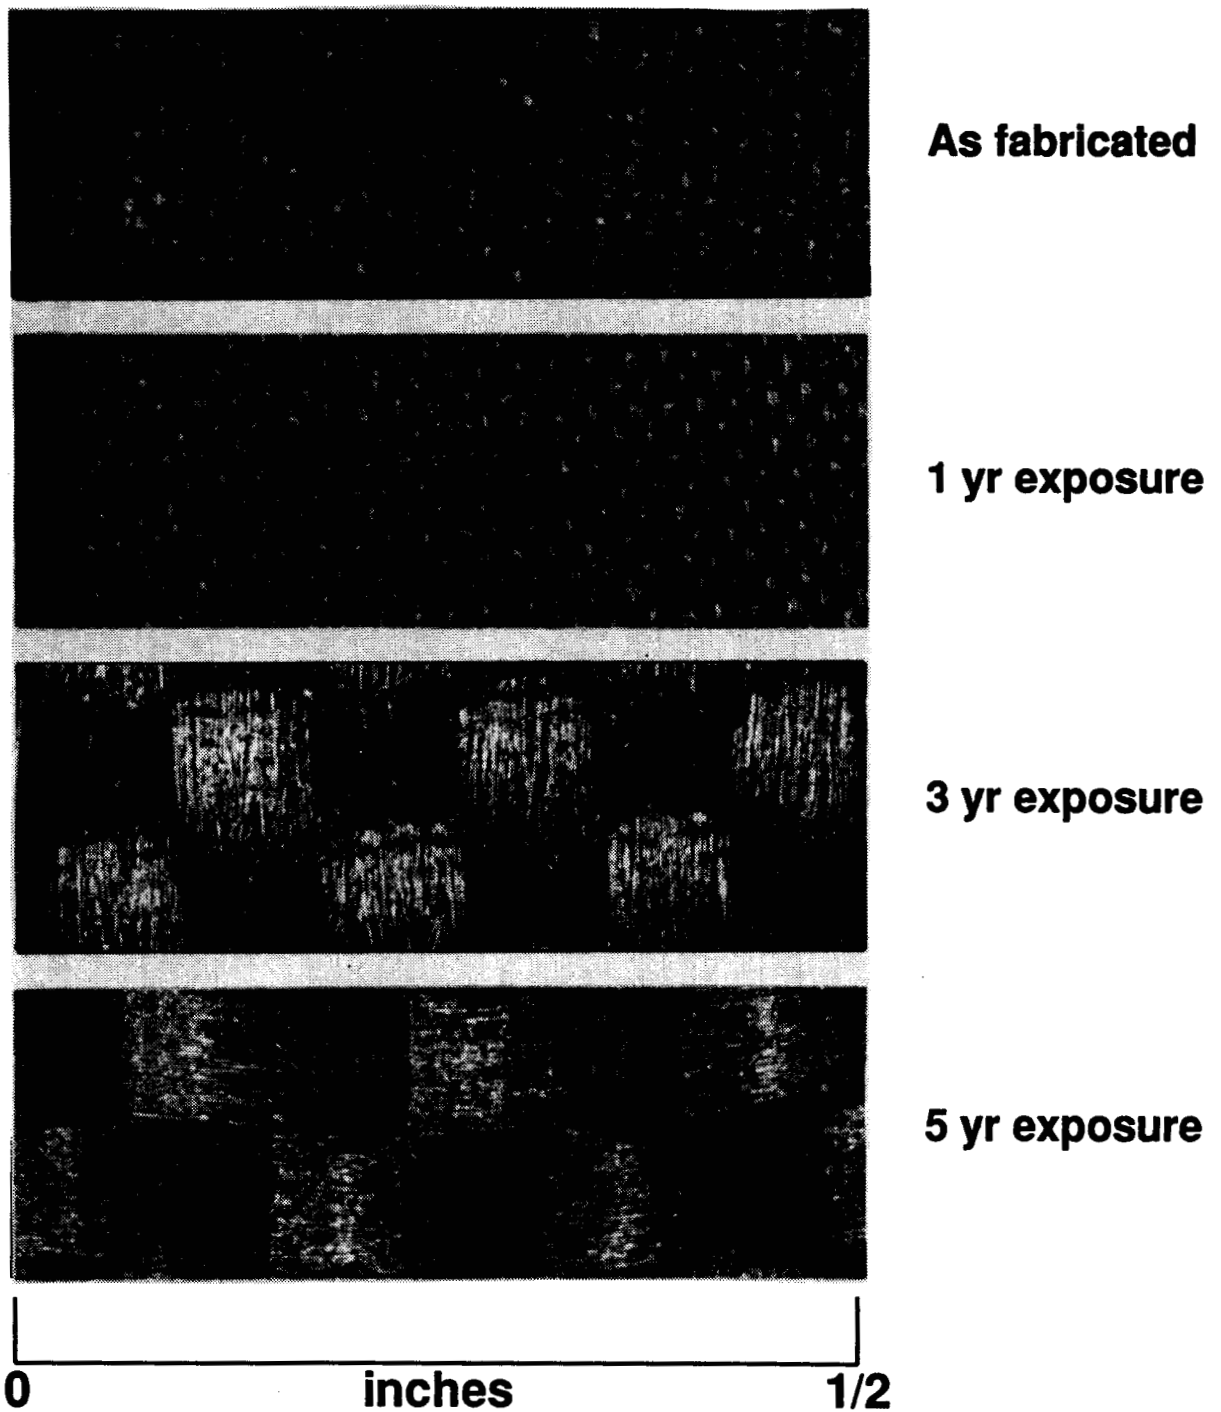 As fabricated
1 yr exposure
3 yr exposure
5 yr exposure
0 inches 1/2